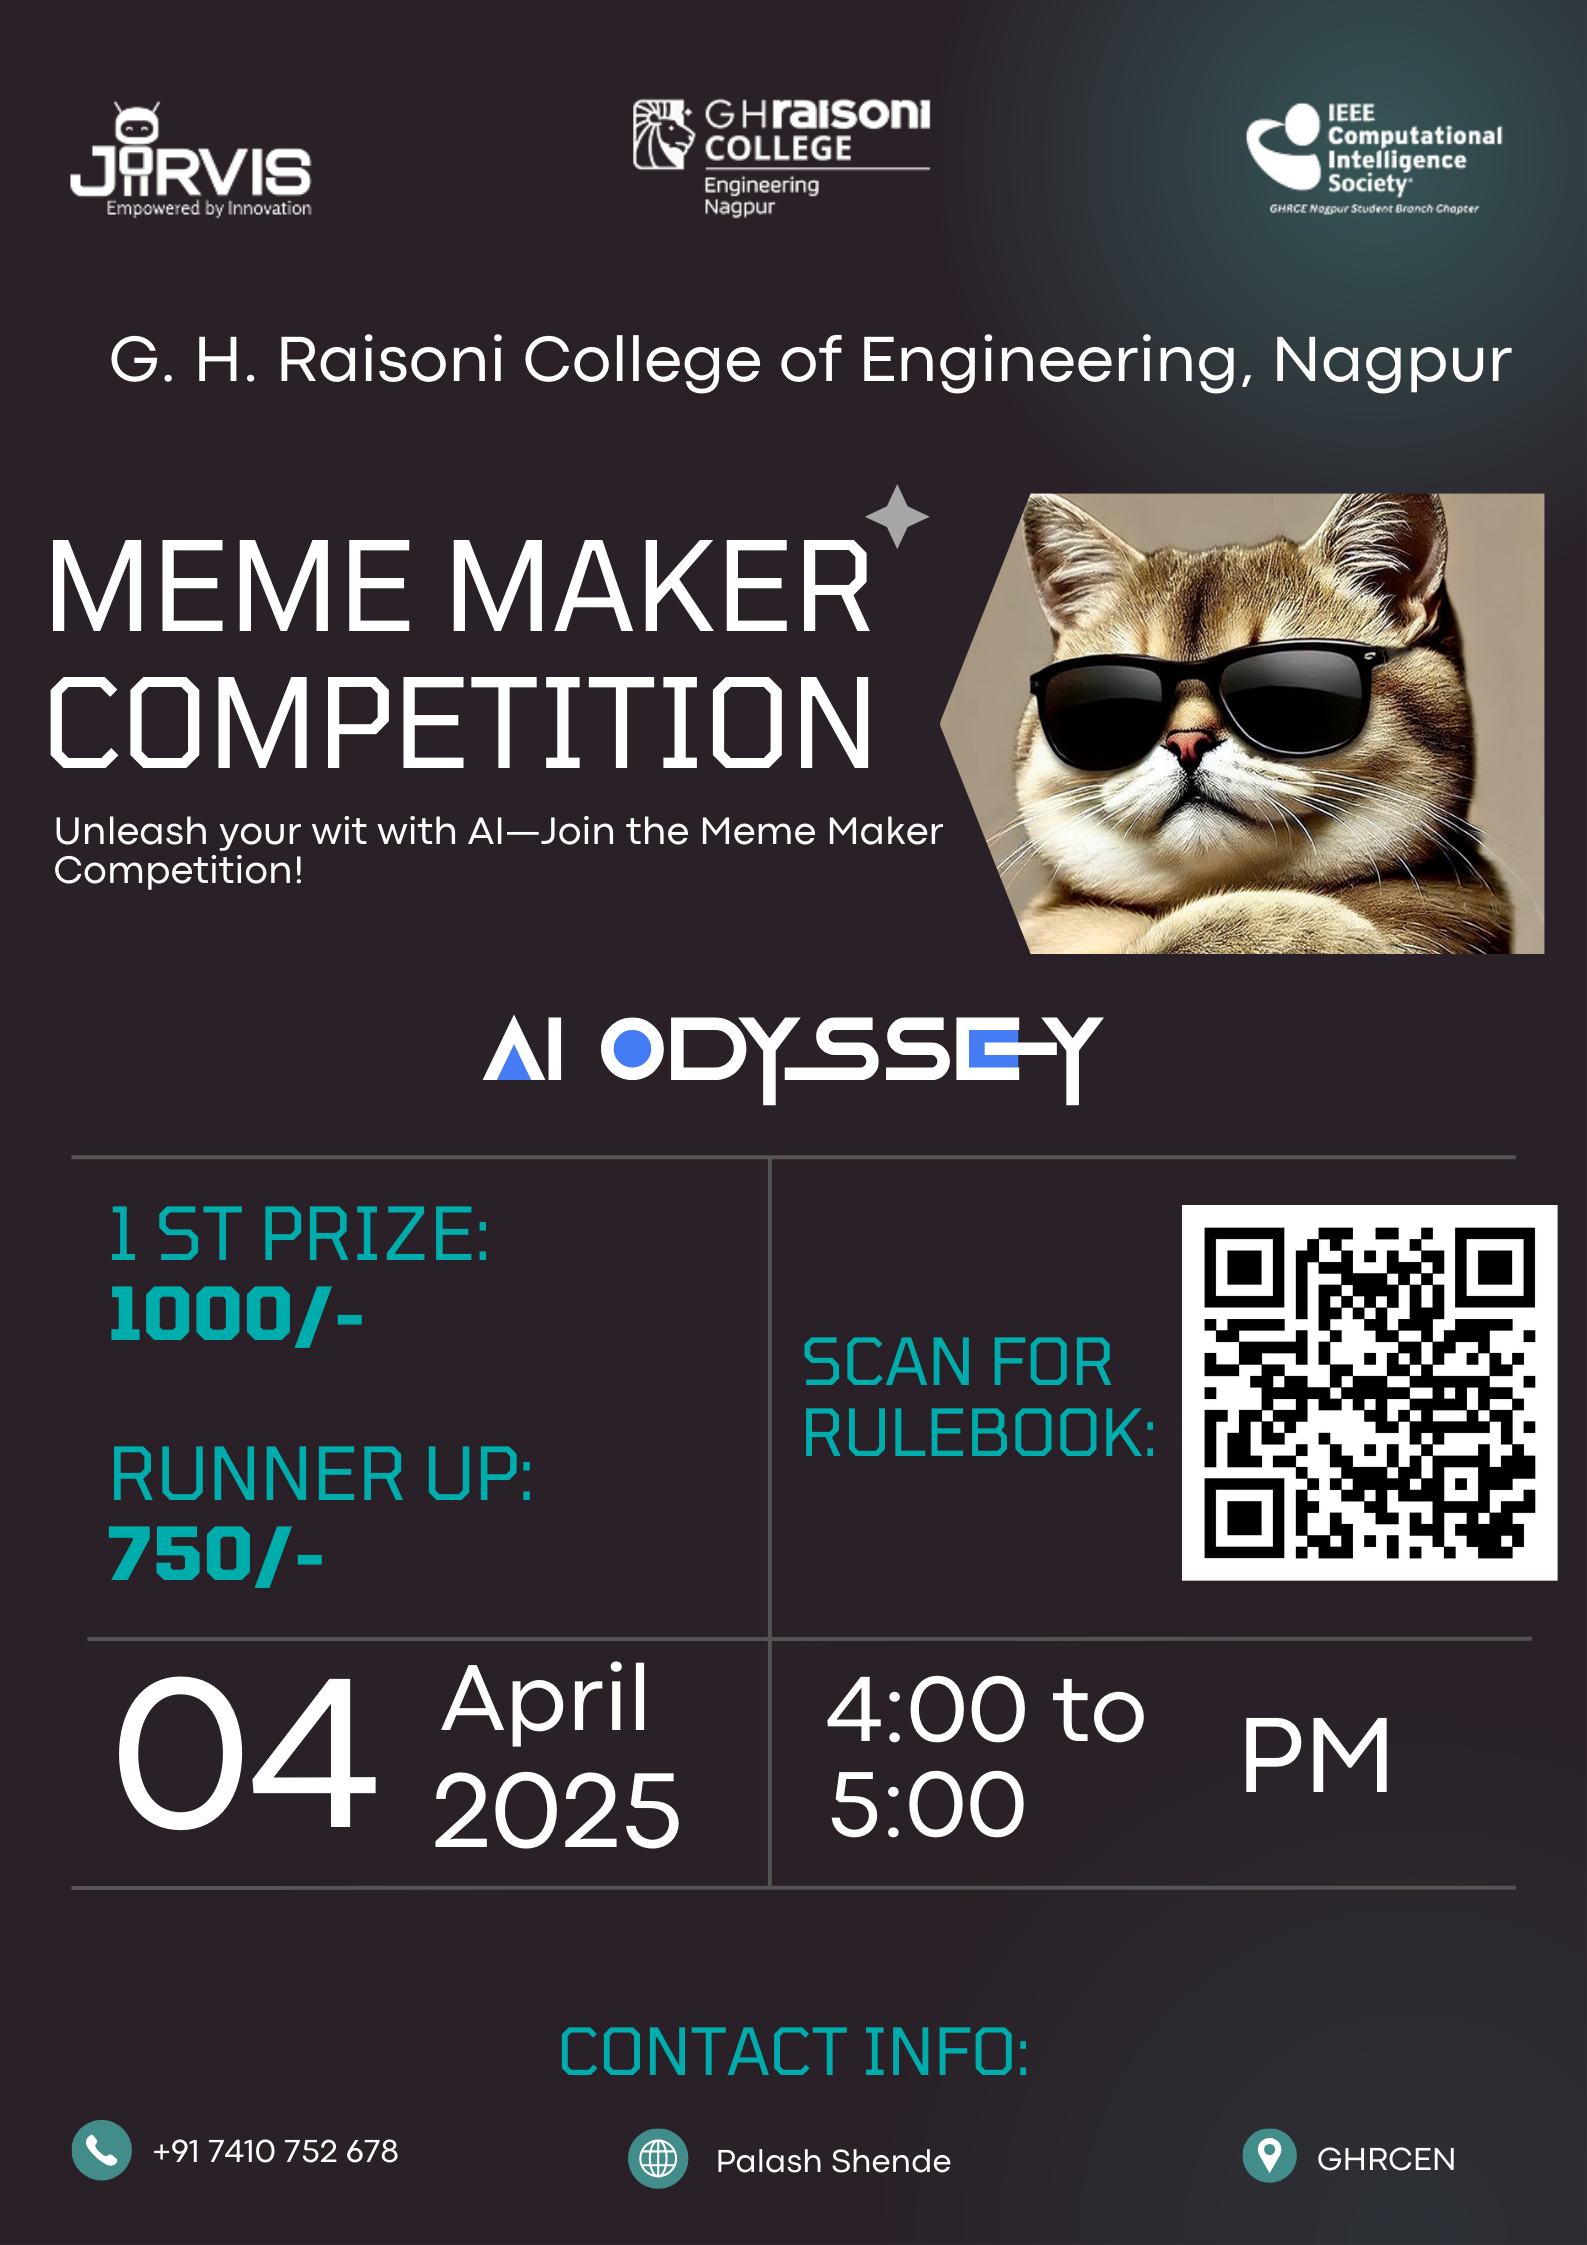 JARVIS
Empowered by Innovation
GHraisoni
COLLEGE
Engineering
Nagpur
IEEE
Computational
Intelligence
Society
GHRCE Nagpur Student Branch Chapter
G. H. Raisoni College of Engineering, Nagpur
MEME MAKER
COMPETITION
Unleash your wit with AI—Join the Meme Maker
Competition!
AI ODYSSEY
1 ST PRIZE:
1000/-
RUNNER UP:
750/-
SCAN FOR
RULEBOOK:
04
April
2025
4:00 to
5:00
PM
CONTACT INFO:
+91 7410 752 678
Palash Shende
GHRCEN